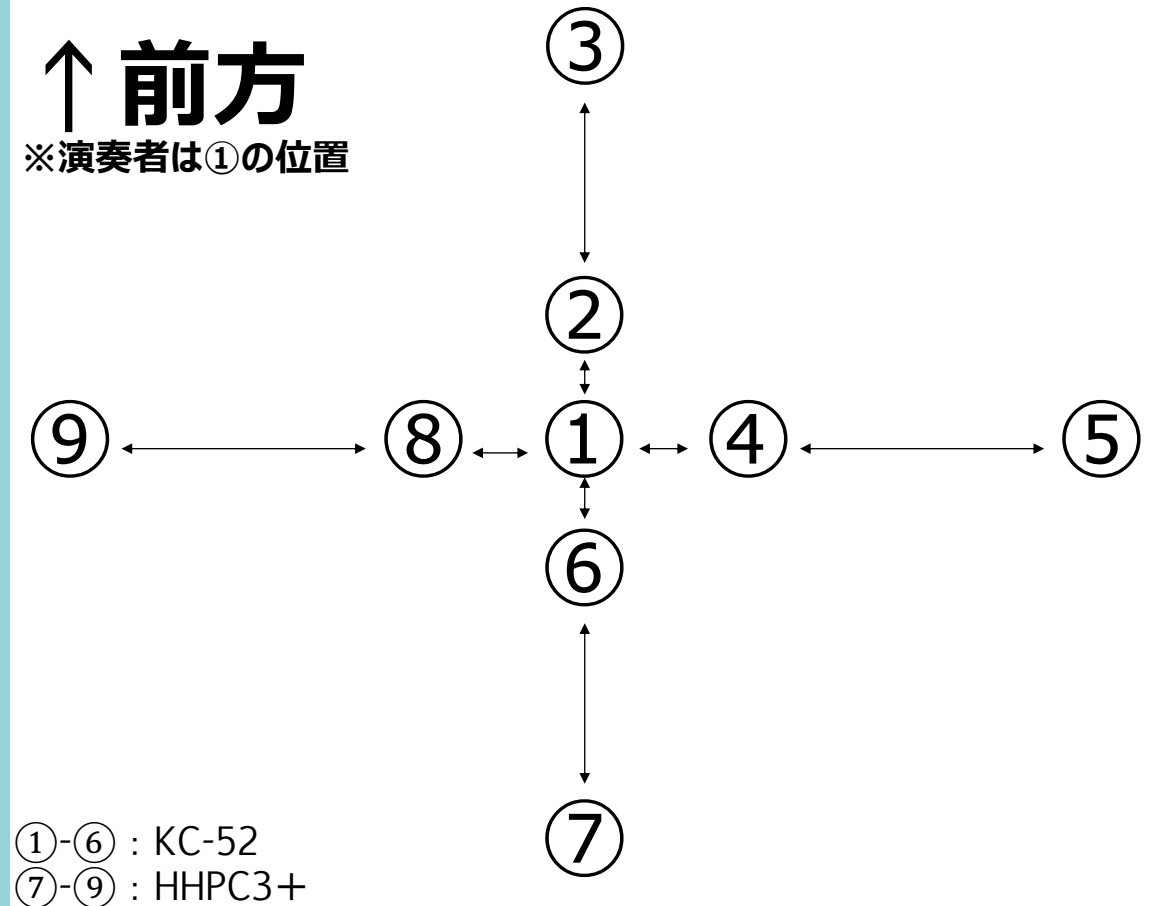 ↑前方
※演奏者は①の位置
③
②
⑨ ⑧ ① ④ ⑤
⑥
⑦
①-⑥：KC-52
⑦-⑨：HHPC3＋